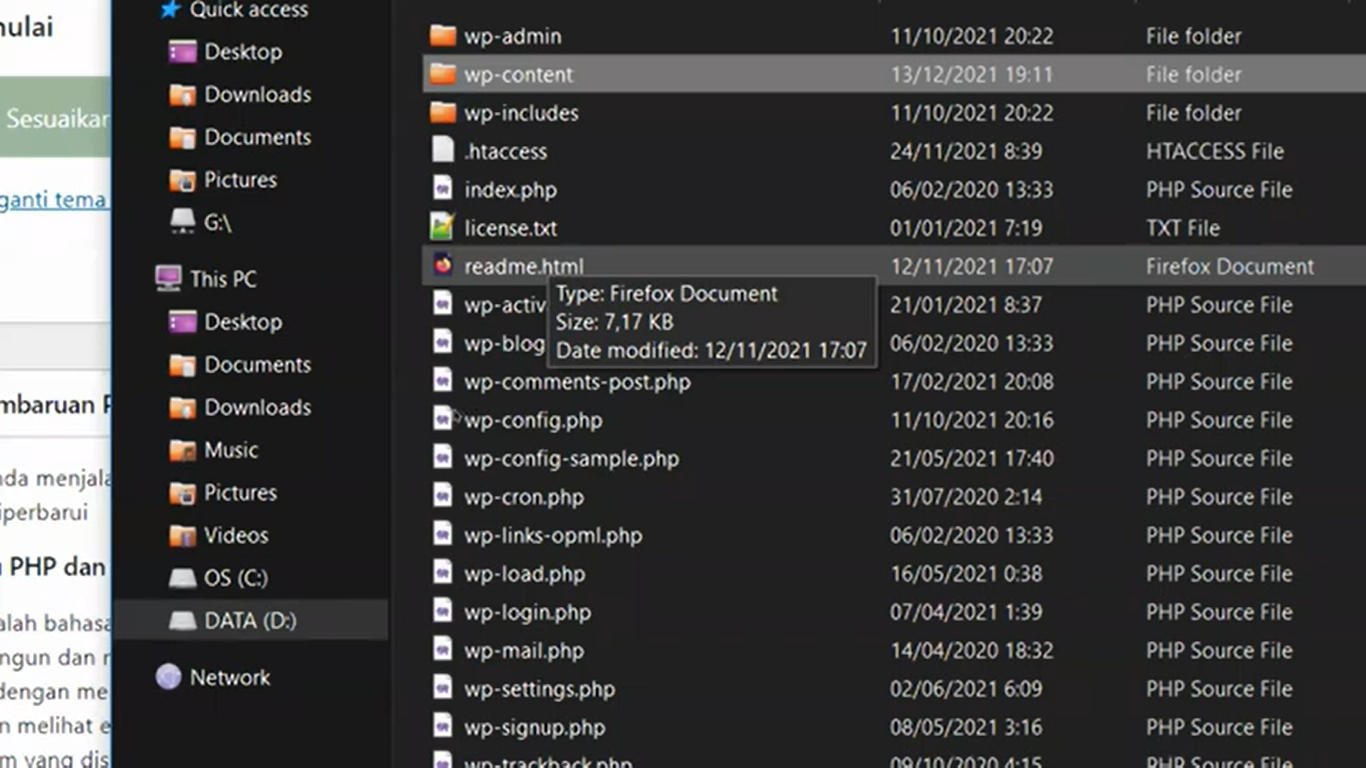 nulai
Sesuaikan
ganti tema
mbaruan P
nda menjala
iperbarui
PHP dan
alah bahasa
ngun dan
dengan me
n melihat e
m yang dis
Quick access
Desktop
Downloads
Documents
Pictures
G:\
This PC
Desktop
Documents
Downloads
Music
Pictures
Videos
OS (C:)
DATA (D:)
Network
wp-admin 11/10/2021 20:22 File folder
wp-content 13/12/2021 19:11 File folder
wp-includes 11/10/2021 20:22 File folder
.htaccess 24/11/2021 8:39 HTACCESS File
index.php 06/02/2020 13:33 PHP Source File
license.txt 01/01/2021 7:19 TXT File
readme.html 12/11/2021 17:07 Firefox Document
wp-activ 21/01/2021 8:37 PHP Source File
wp-blog 06/02/2020 13:33 PHP Source File
Type: Firefox Document
Size: 7,17 KB
Date modified: 12/11/2021 17:07
wp-comments-post.php 17/02/2021 20:08 PHP Source File
wp-config.php 11/10/2021 20:16 PHP Source File
wp-config-sample.php 21/05/2021 17:40 PHP Source File
wp-cron.php 31/07/2020 2:14 PHP Source File
wp-links-opml.php 06/02/2020 13:33 PHP Source File
wp-load.php 16/05/2021 0:38 PHP Source File
wp-login.php 07/04/2021 1:39 PHP Source File
wp-mail.php 14/04/2020 18:32 PHP Source File
wp-settings.php 02/06/2021 6:09 PHP Source File
wp-signup.php 08/05/2021 3:16 PHP Source File
wp-trackback.php 09/10/2020 4:15 PHP Source File